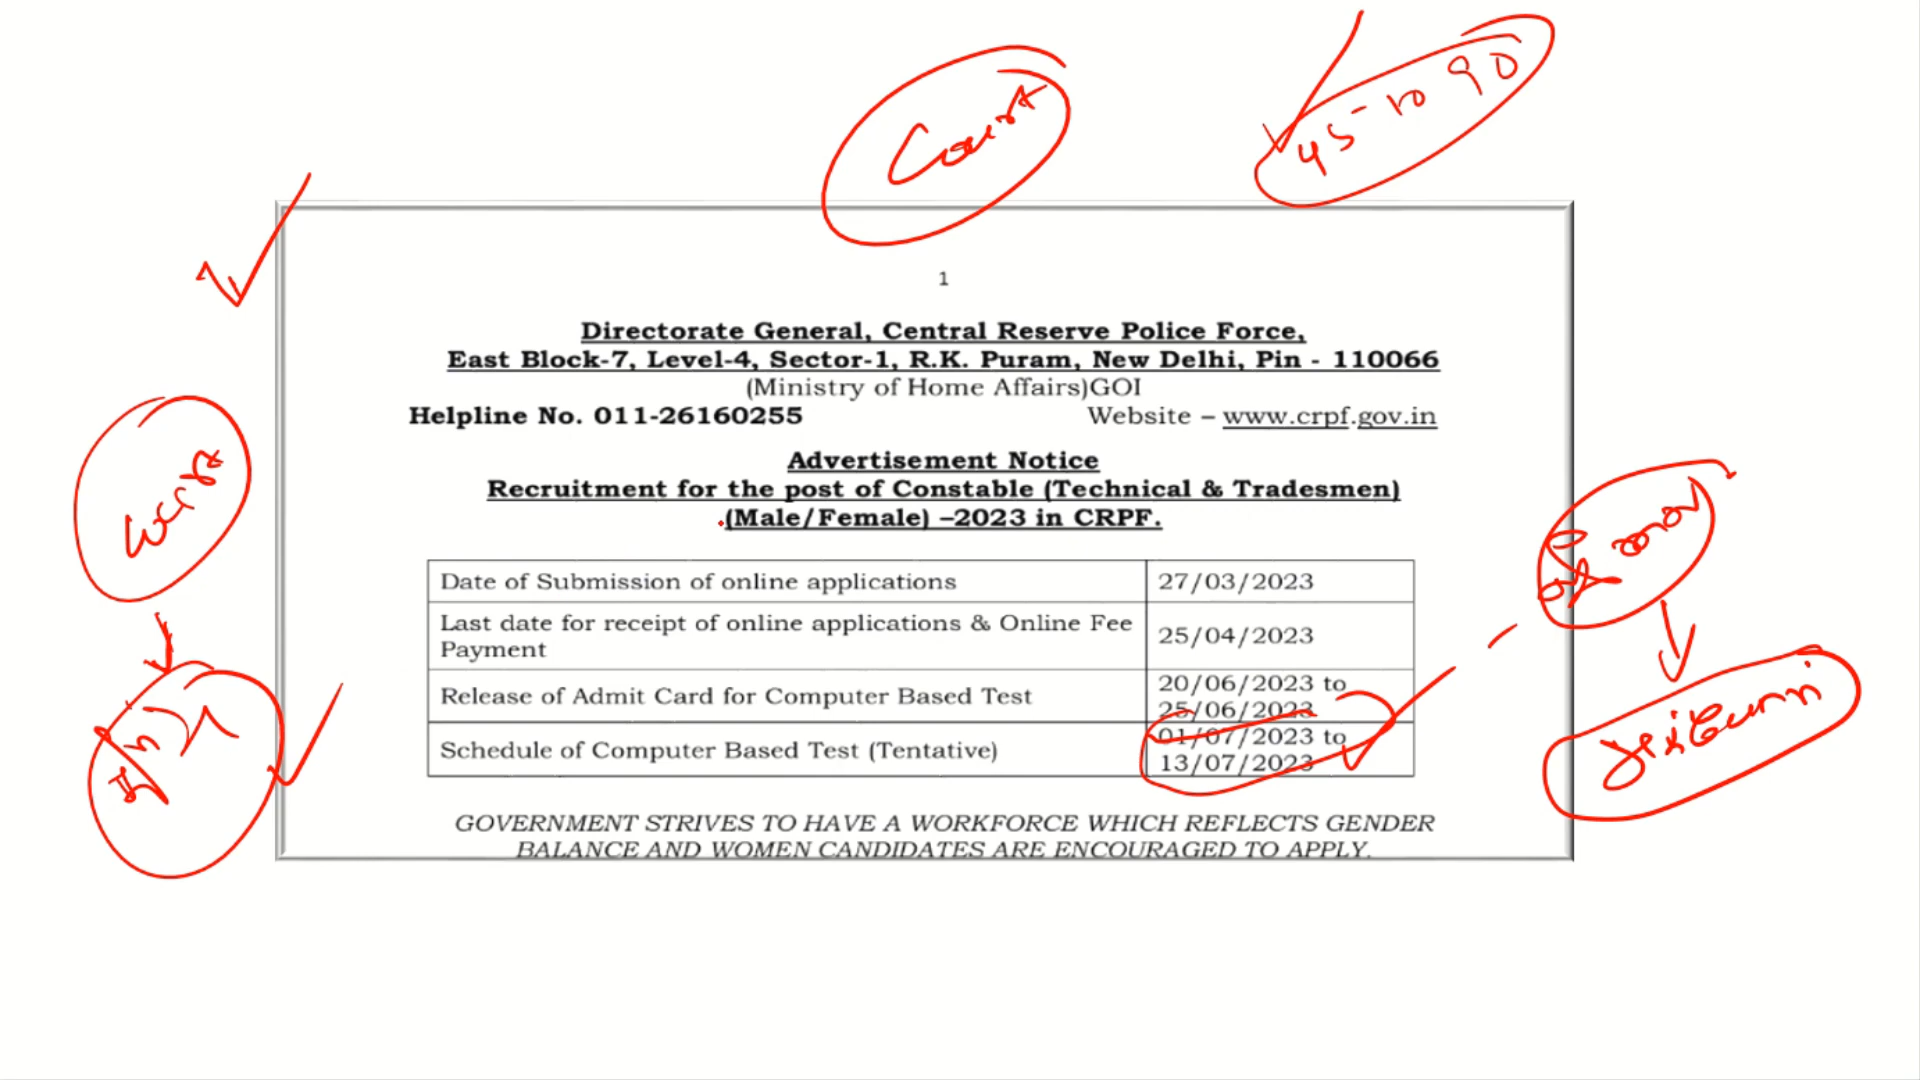 Court
45 to 90
1
Directorate General, Central Reserve Police Force,
East Block-7, Level-4, Sector-1, R.K. Puram, New Delhi, Pin - 110066
(Ministry of Home Affairs)GOI
Helpline No. 011-26160255 Website – www.crpf.gov.in
Advertisement Notice
Recruitment for the post of Constable (Technical & Tradesmen)
(Male/Female) –2023 in CRPF.
Date of Submission of online applications 27/03/2023
Last date for receipt of online applications & Online Fee
Payment 25/04/2023
Release of Admit Card for Computer Based Test 20/06/2023 to
25/06/2023
Schedule of Computer Based Test (Tentative) 01/07/2023 to
13/07/2023
GOVERNMENT STRIVES TO HAVE A WORKFORCE WHICH REFLECTS GENDER
BALANCE AND WOMEN CANDIDATES ARE ENCOURAGED TO APPLY.